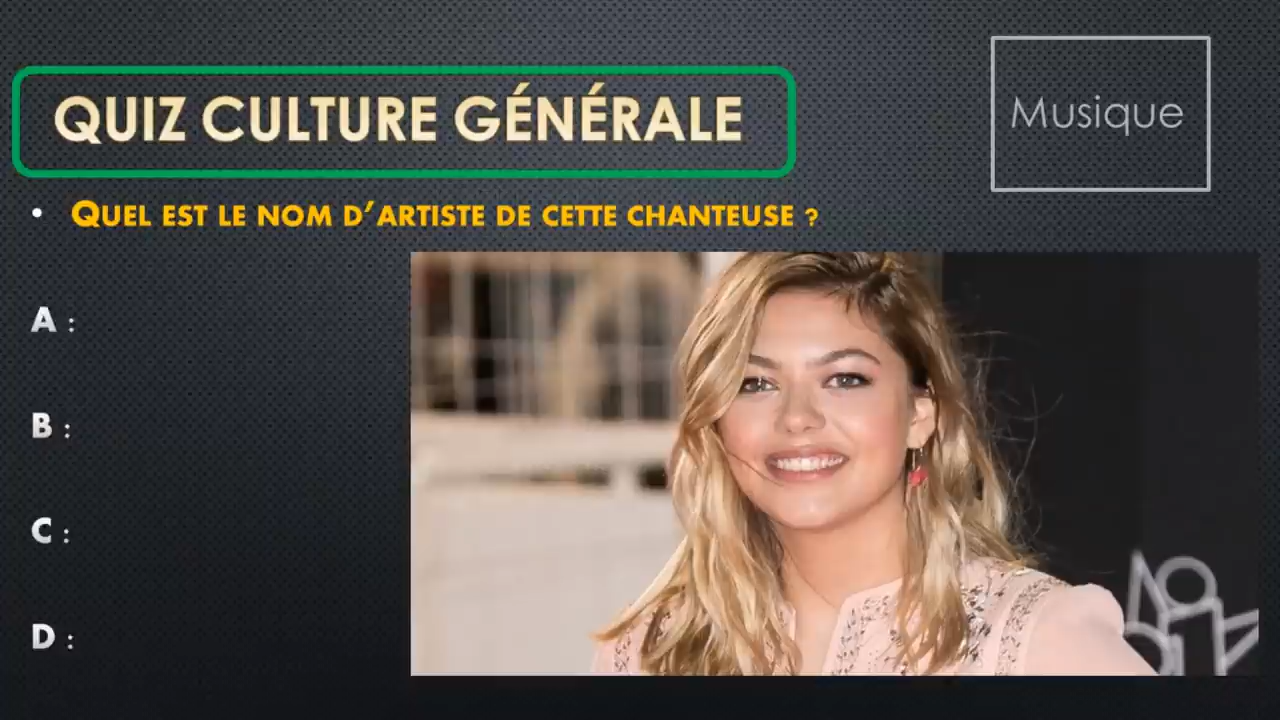 QUIZ CULTURE GÉNÉRALE
Musique
• QUEL EST LE NOM D'ARTISTE DE CETTE CHANTEUSE ?
A :
B :
C :
D :